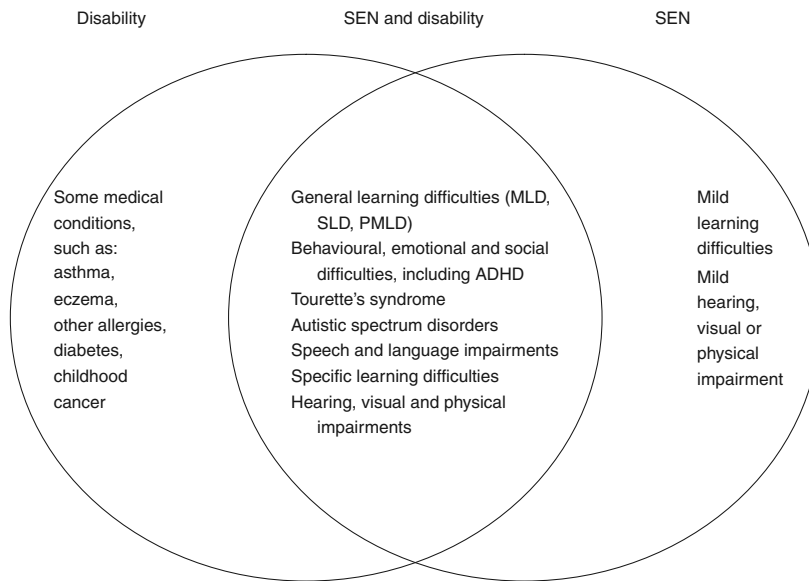 Disability
SEN and disability
SEN
Some medical
conditions,
such as:
asthma,
eczema,
other allergies,
diabetes,
childhood
cancer
General learning difficulties (MLD,
SLD, PMLD)
Behavioural, emotional and social
difficulties, including ADHD
Tourette's syndrome
Autistic spectrum disorders
Speech and language impairments
Specific learning difficulties
Hearing, visual and physical
impairments
Mild
learning
difficulties
Mild
hearing,
visual or
physical
impairment